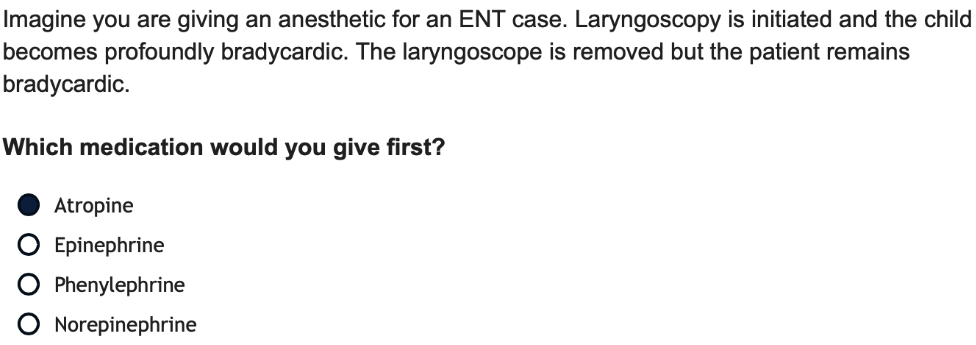 Imagine you are giving an anesthetic for an ENT case. Laryngoscopy is initiated and the child
becomes profoundly bradycardic. The laryngoscope is removed but the patient remains
bradycardic.
Which medication would you give first?
Atropine
Epinephrine
Phenylephrine
Norepinephrine